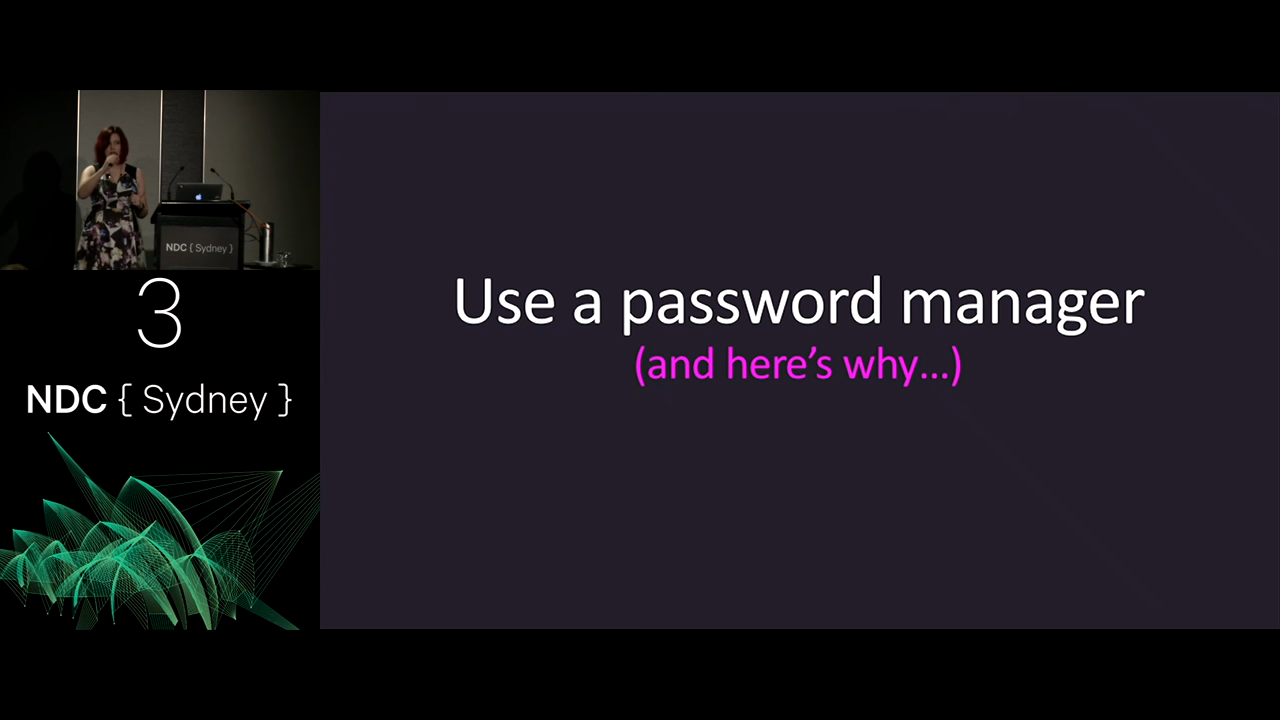 NDC { Sydney }
3
NDC { Sydney }
Use a password manager
(and here's why...)